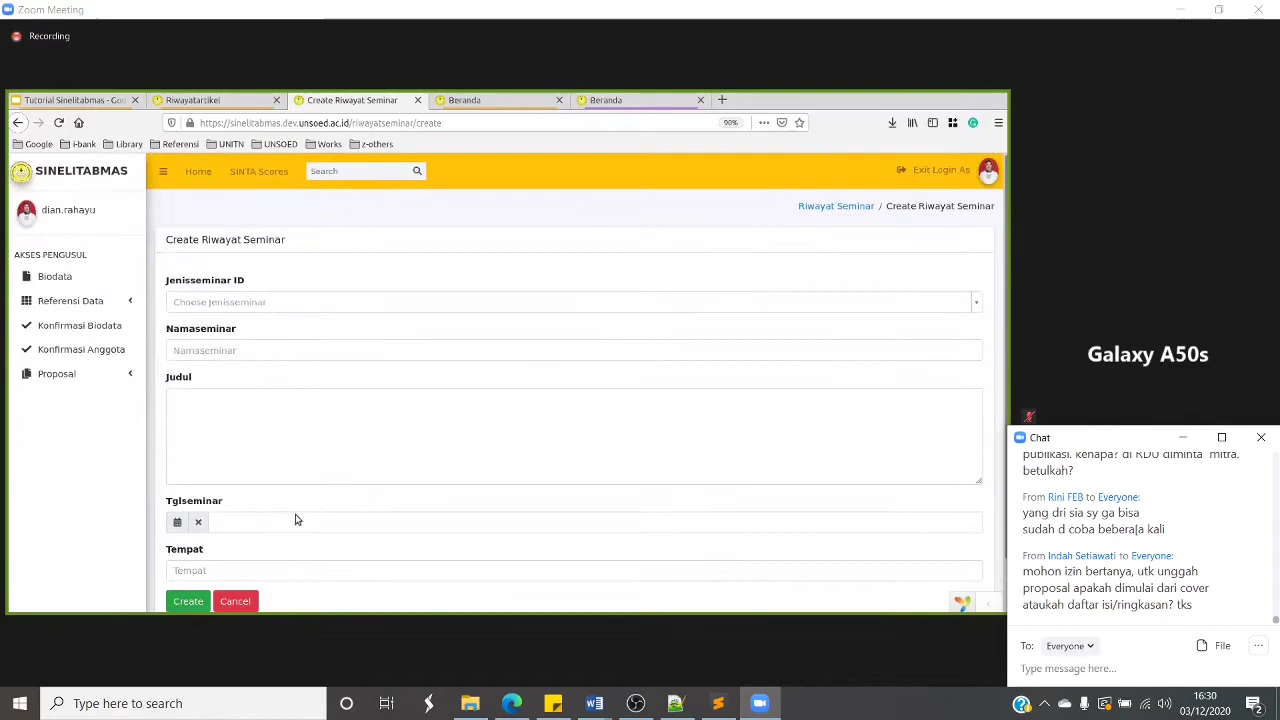 Zoom Meeting
Recording
Tutorial Sinelitabmas - Goo
Riwayatartikel
Create Riwayat Seminar
Beranda
Beranda
https://sinelitabmas.dev.unsoed.ac.id/riwayatseminar/create
90%
Google
I-bank
Library
Referensi
UNITN
UNSOED
Works
z-others
SINELITABMAS
Home
SINTA Scores
Search
Exit Login As
dian.rahayu
Riwayat Seminar / Create Riwayat Seminar
AKSES PENGUSUL
Biodata
Referensi Data
Konfirmasi Biodata
Konfirmasi Anggota
Proposal
Create Riwayat Seminar
Jenisseminar ID
Choose Jenisseminar
Namaseminar
Namaseminar
Judul
Tglseminar
Tempat
Tempat
Create
Cancel
Galaxy A50s
Chat
publikasi. kenapa? di RDU diminta mitra.
betulkah?
From Rini FEB to Everyone:
yang dri sia sy ga bisa
sudah d coba bebera[a kali
From Indah Setiawati to Everyone:
mohon izin bertanya, utk unggah
proposal apakah dimulai dari cover
ataukah daftar isi/ringkasan? tks
To: Everyone
File
Type message here...
Type here to search
16:30
03/12/2020
2